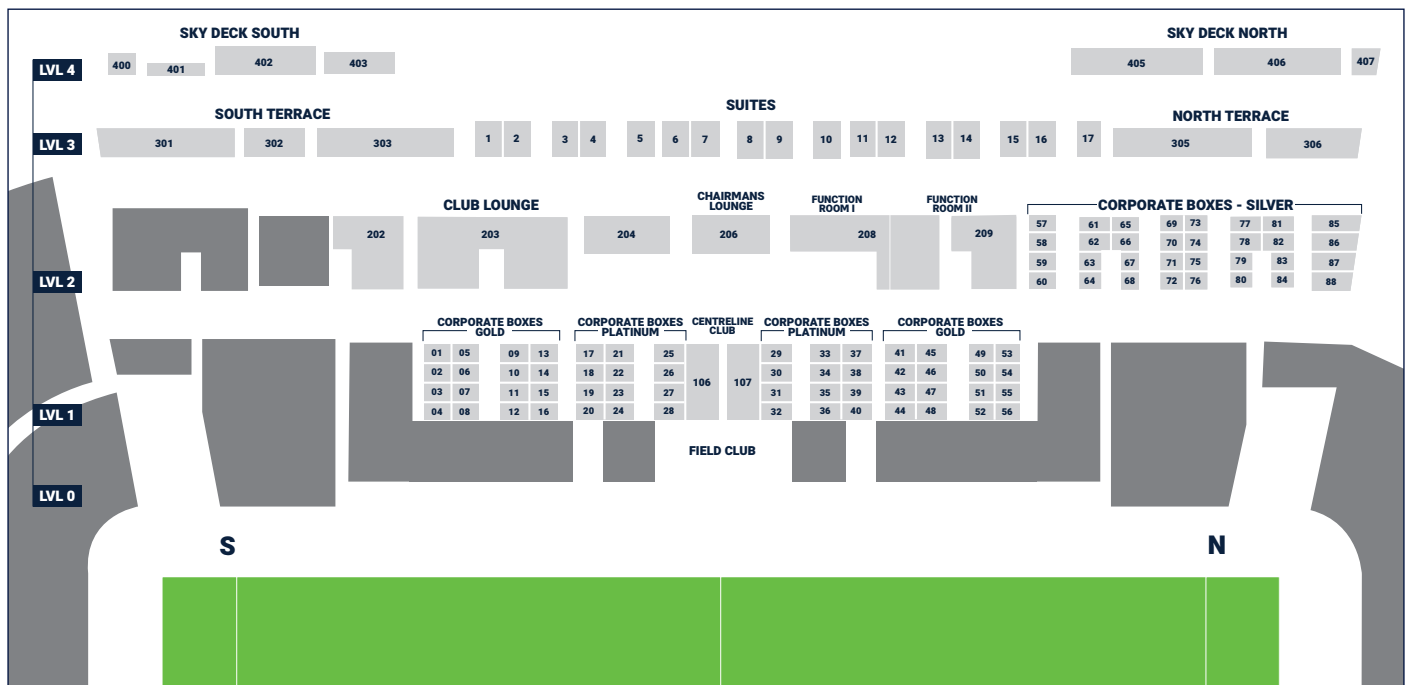 SKY DECK SOUTH
SKY DECK NORTH
LVL 4
400
401
402
403
405
406
407
SOUTH TERRACE
SUITES
NORTH TERRACE
LVL 3
301
302
303
1 2 3 4 5 6 7 8 9 10 11 12 13 14 15 16 17
305
306
CLUB LOUNGE
CHAIRMANS
LOUNGE
FUNCTION
ROOM I
FUNCTION
ROOM II
CORPORATE BOXES - SILVER
202
203
204
206
208
209
57 61 65 69 73 77 81 85
58 62 66 70 74 78 82 86
59 63 67 71 75 79 83 87
60 64 68 72 76 80 84 88
LVL 2
CORPORATE BOXES
GOLD
CORPORATE BOXES
PLATINUM
CENTRELINE
CLUB
CORPORATE BOXES
PLATINUM
CORPORATE BOXES
GOLD
01 05 09 13 17 21 25 29 33 37 41 45 49 53
02 06 10 14 18 22 26 30 34 38 42 46 50 54
106
107
03 07 11 15 19 23 27 31 35 39 43 47 51 55
04 08 12 16 20 24 28 32 36 40 44 48 52 56
LVL 1
FIELD CLUB
LVL 0
S
N